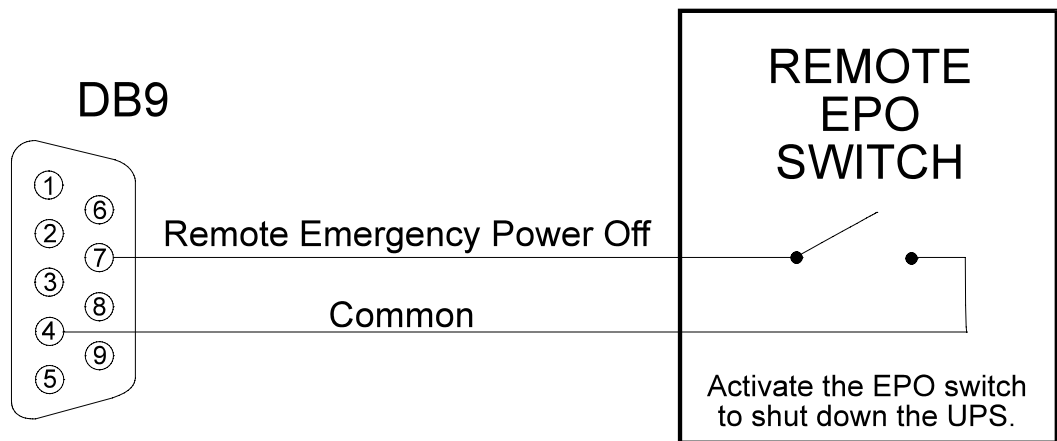 DB9
REMOTE
EPO
SWITCH
1
6
2
Remote Emergency Power Off
7
3
8
Common
4
9
5
Activate the EPO switch
to shut down the UPS.